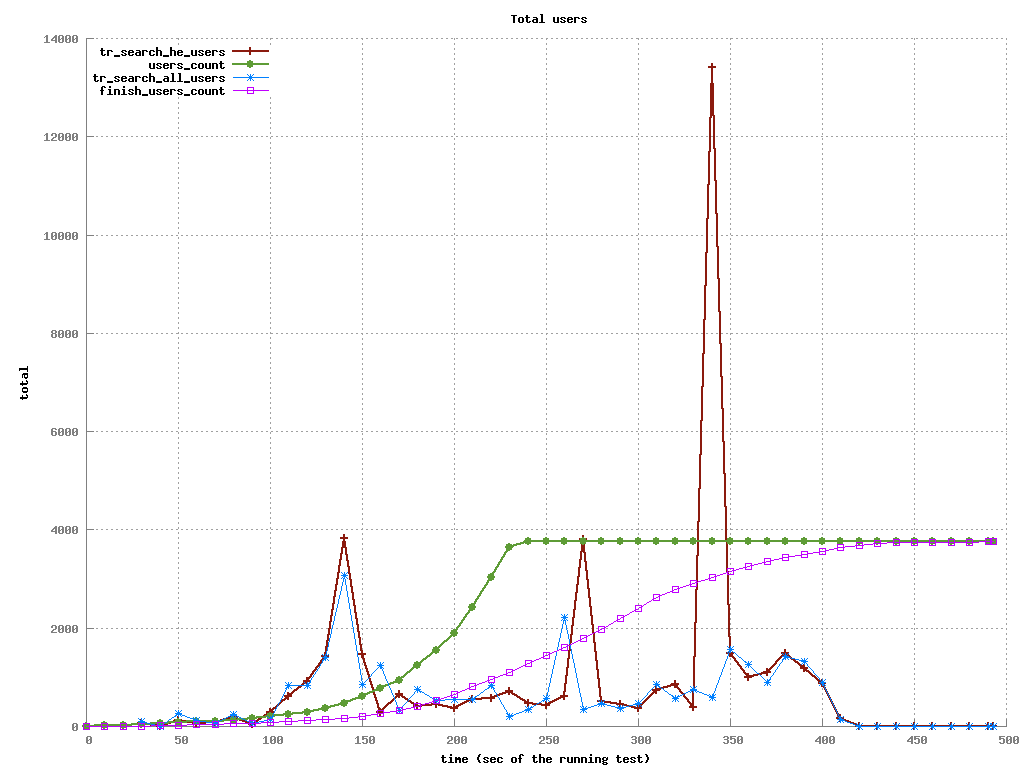 Total users
14000
12000
10000
8000
6000
4000
2000
0
total
tr_search_he_users
users_count
tr_search_all_users
finish_users_count
0 50 100 150 200 250 300 350 400 450 500
time (sec of the running test)